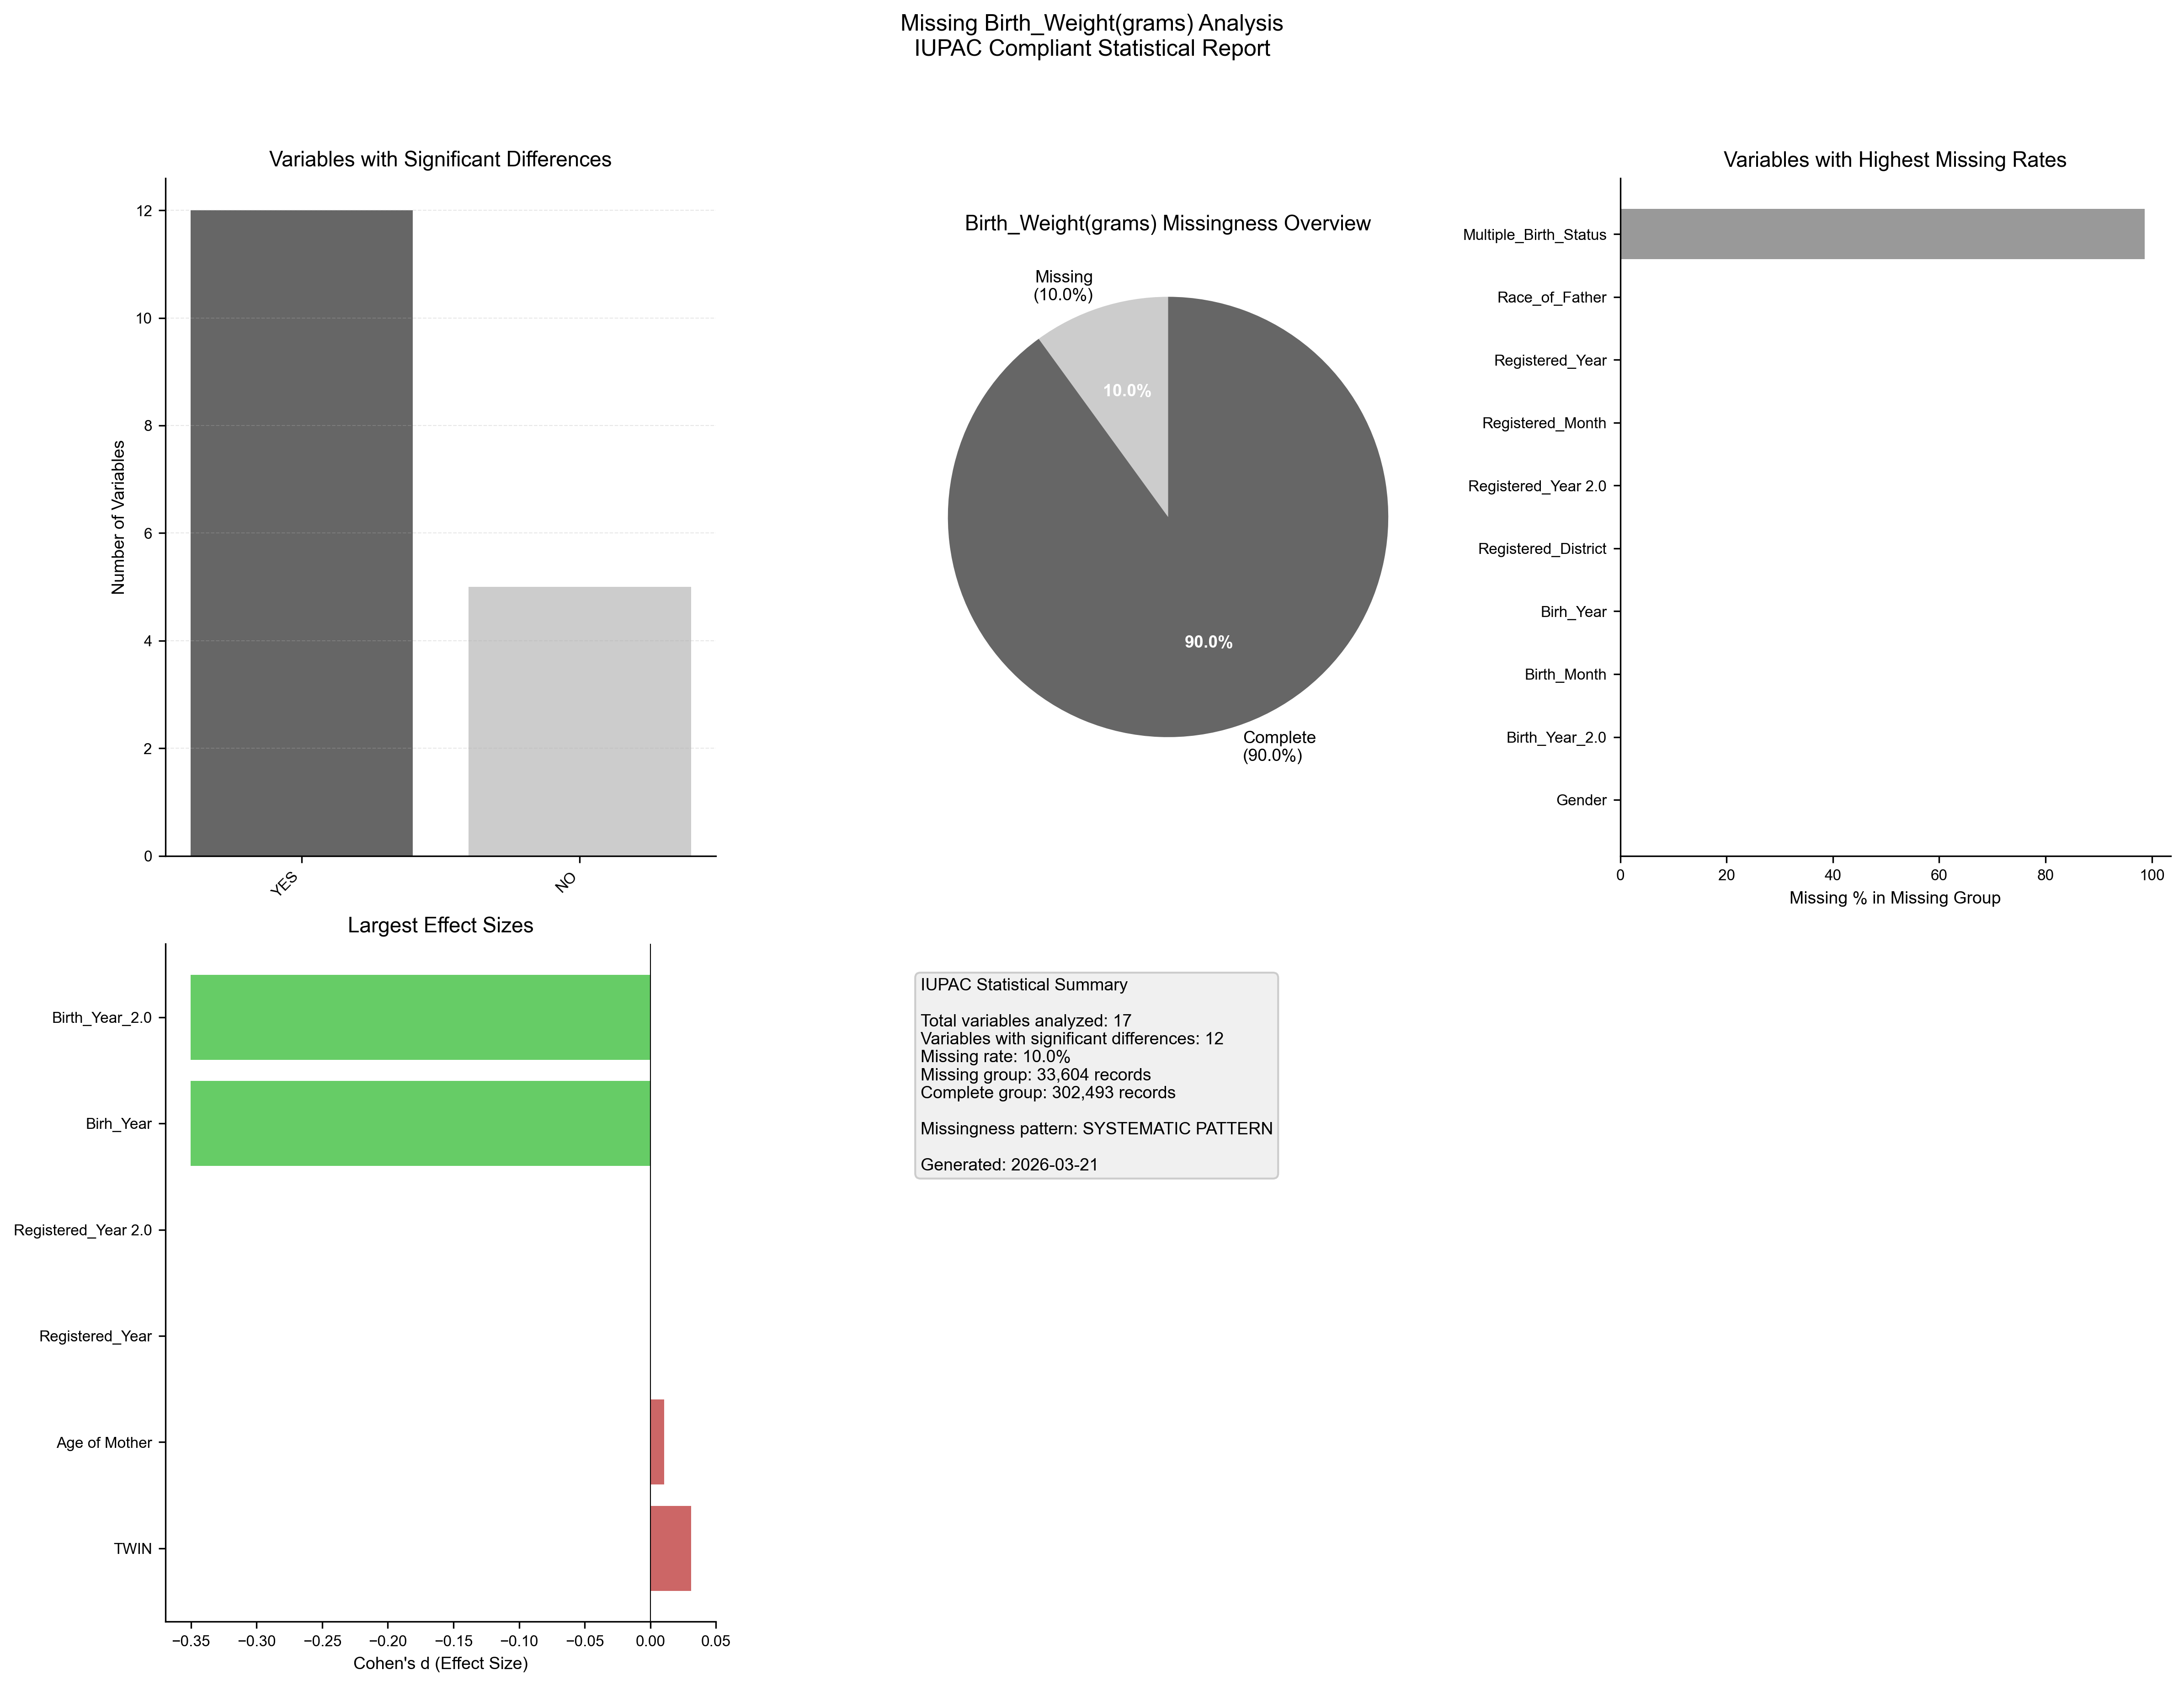 Missing Birth_Weight(grams) Analysis
IUPAC Compliant Statistical Report
Variables with Significant Differences
12
10
8
6
4
2
0
Number of Variables
YES
NO
Birth_Weight(grams) Missingness Overview
Missing
(10.0%)
10.0%
90.0%
Complete
(90.0%)
Variables with Highest Missing Rates
Multiple_Birth_Status
Race_of_Father
Registered_Year
Registered_Month
Registered_Year 2.0
Registered_District
Birh_Year
Birth_Month
Birth_Year_2.0
Gender
0 20 40 60 80 100
Missing % in Missing Group
Largest Effect Sizes
Birth_Year_2.0
Birh_Year
Registered_Year 2.0
Registered_Year
Age of Mother
TWIN
−0.35 −0.30 −0.25 −0.20 −0.15 −0.10 −0.05 0.00 0.05
Cohen's d (Effect Size)
IUPAC Statistical Summary
Total variables analyzed: 17
Variables with significant differences: 12
Missing rate: 10.0%
Missing group: 33,604 records
Complete group: 302,493 records
Missingness pattern: SYSTEMATIC PATTERN
Generated: 2026-03-21